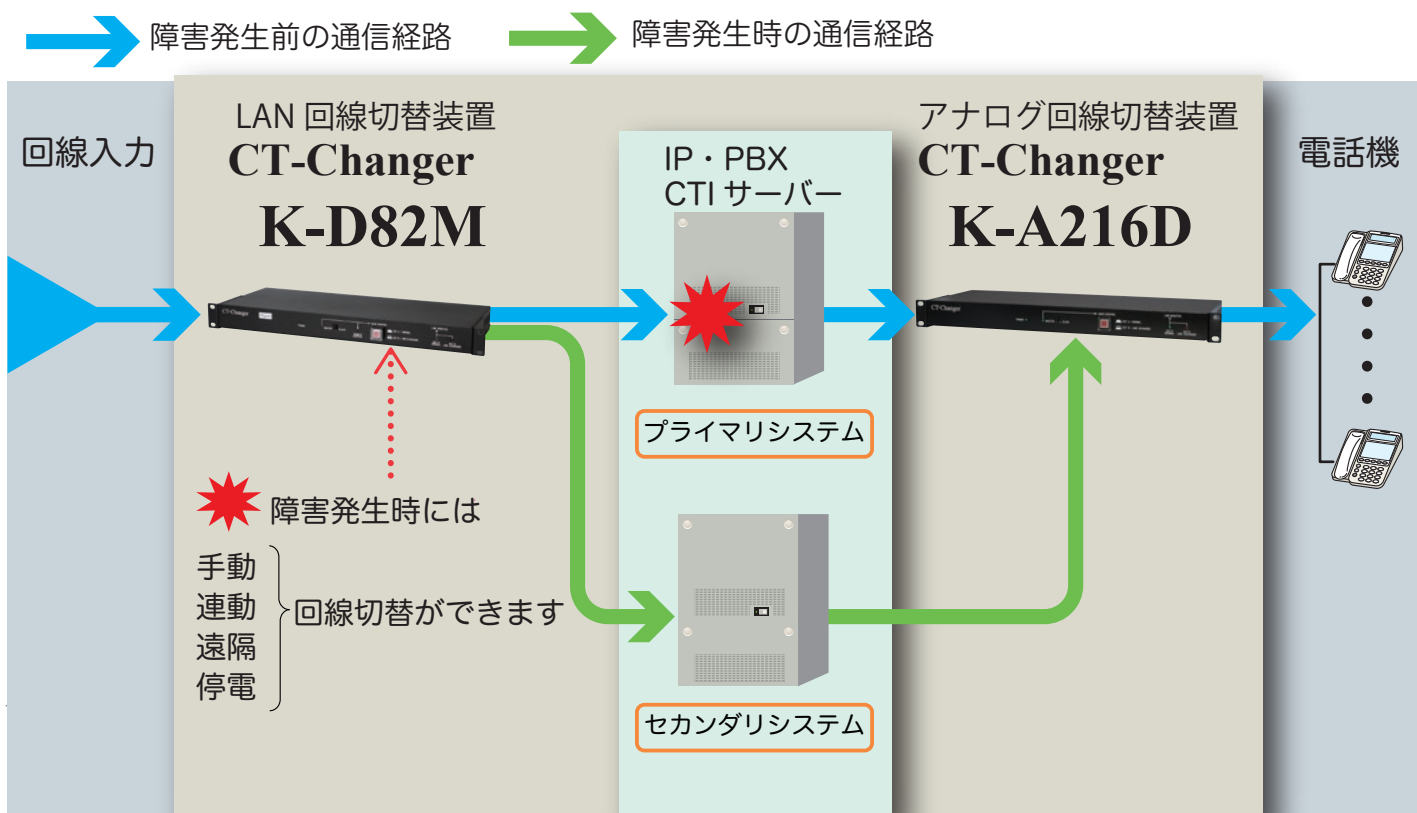 障害発生前の通信経路
障害発生時の通信経路
回線入力
LAN 回線切替装置
CT-Changer
K-D82M
IP・PBX
CTI サーバー
アナログ回線切替装置
CT-Changer
K-A216D
電話機
CT-Changer
CT-Changer
プライマリシステム
障害発生時には
手動
連動
遠隔
停電
回線切替ができます
セカンダリシステム